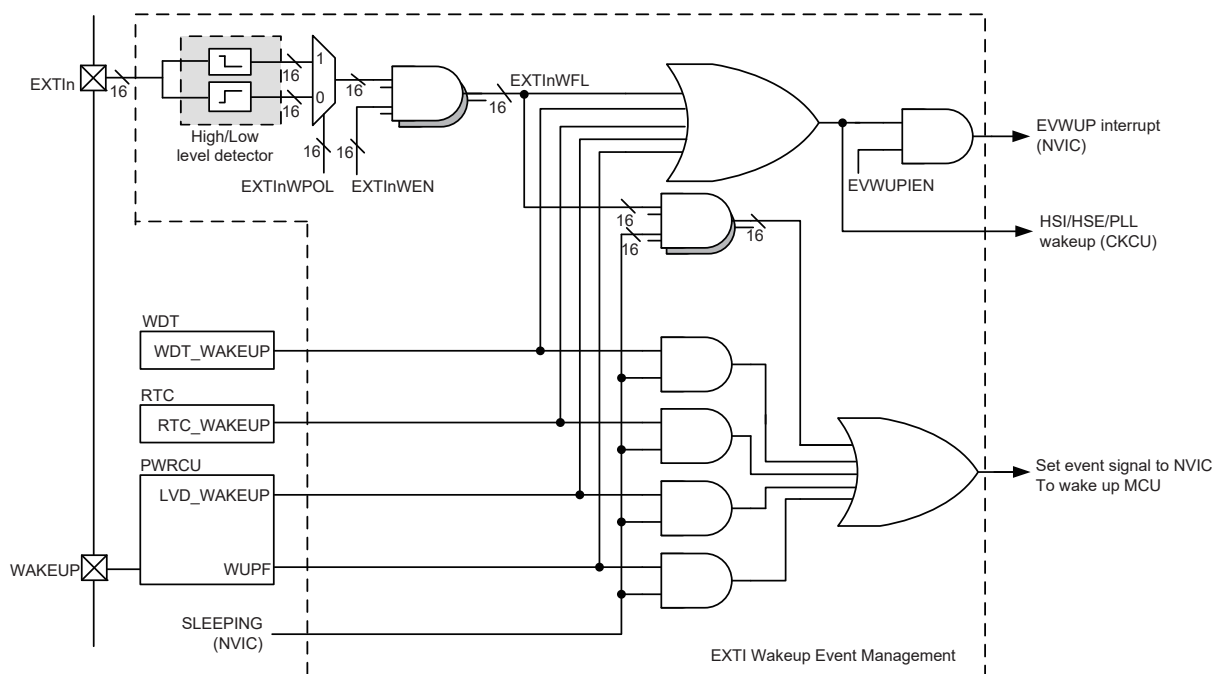 EXTIn
16
16
16
1
0
High/Low
level detector
16
16
EXTInWPOL
EXTInWEN
16
16
EXTInWFL
EVWUPIEN
EVWUP interrupt
(NVIC)
HSI/HSE/PLL
wakeup (CKCU)
16
16
16
WDT
WDT_WAKEUP
RTC
RTC_WAKEUP
PWRCU
LVD_WAKEUP
WUPF
WAKEUP
SLEEPING
(NVIC)
Set event signal to NVIC
To wake up MCU
EXTI Wakeup Event Management